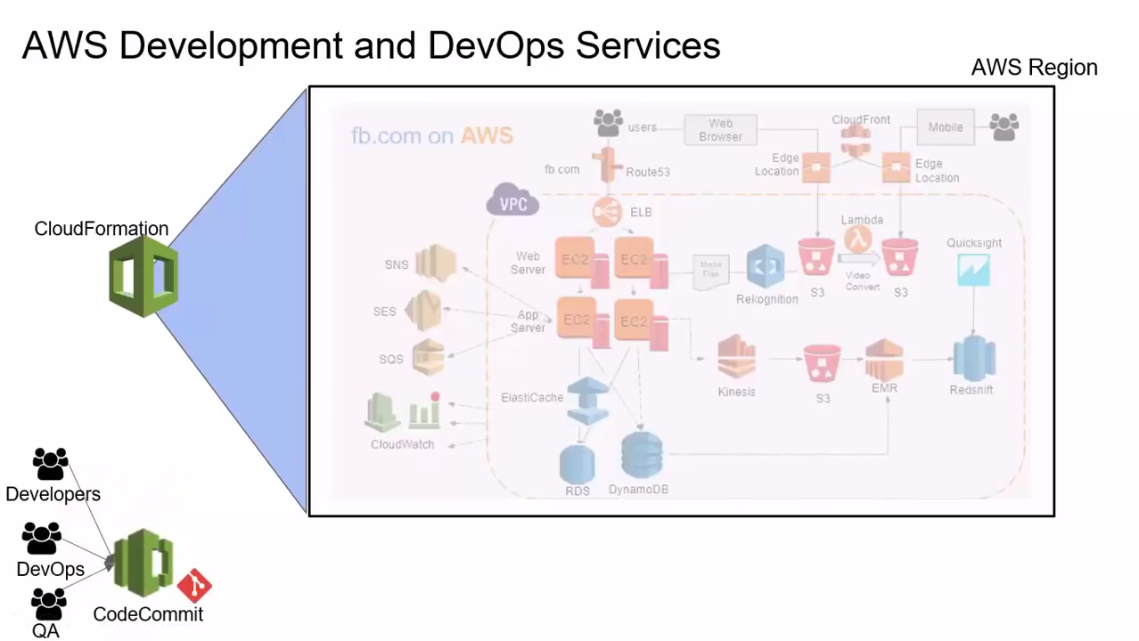 AWS Development and DevOps Services
AWS Region
fb.com on AWS
users
Web
Browser
CloudFront
Mobile
fb.com
Route53
Edge
Location
Edge
Location
VPC
ELB
CloudFormation
Lambda
Quicksight
Web
Server
EC2
EC2
SNS
Media
Files
Rekognition
S3
Video
Convert
S3
SES
App
Server
EC2
EC2
SQS
Kinesis
S3
EMR
Redshift
ElastiCache
CloudWatch
RDS
DynamoDB
Developers
DevOps
CodeCommit
QA